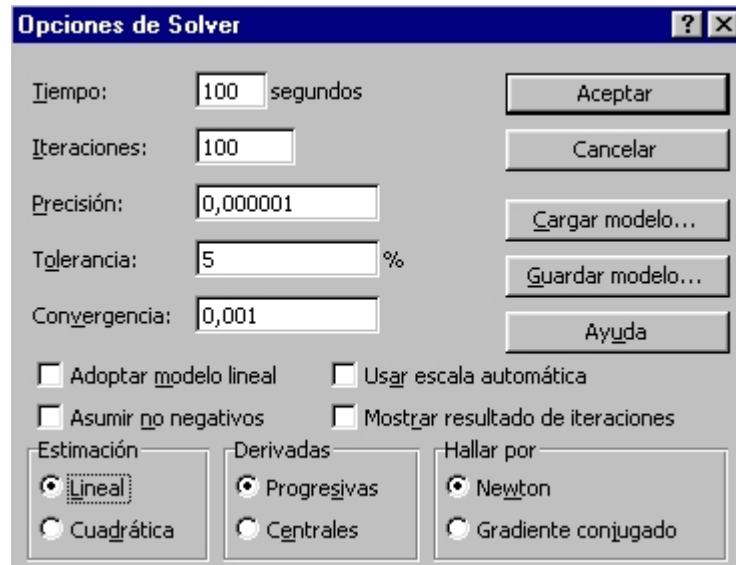 Opciones de Solver
Tiempo: 100 segundos Aceptar
Iteraciones: 100 Cancelar
Precisión: 0,000001 Cargar modelo...
Tolerancia: 5 % Guardar modelo...
Convergencia: 0,001 Ayuda
Adoptar modelo lineal Usar escala automática
Asumir no negativos Mostrar resultado de iteraciones
Estimación Derivadas Hallar por
Lineal Progresivas Newton
Cuadrática Centrales Gradiente conjugado